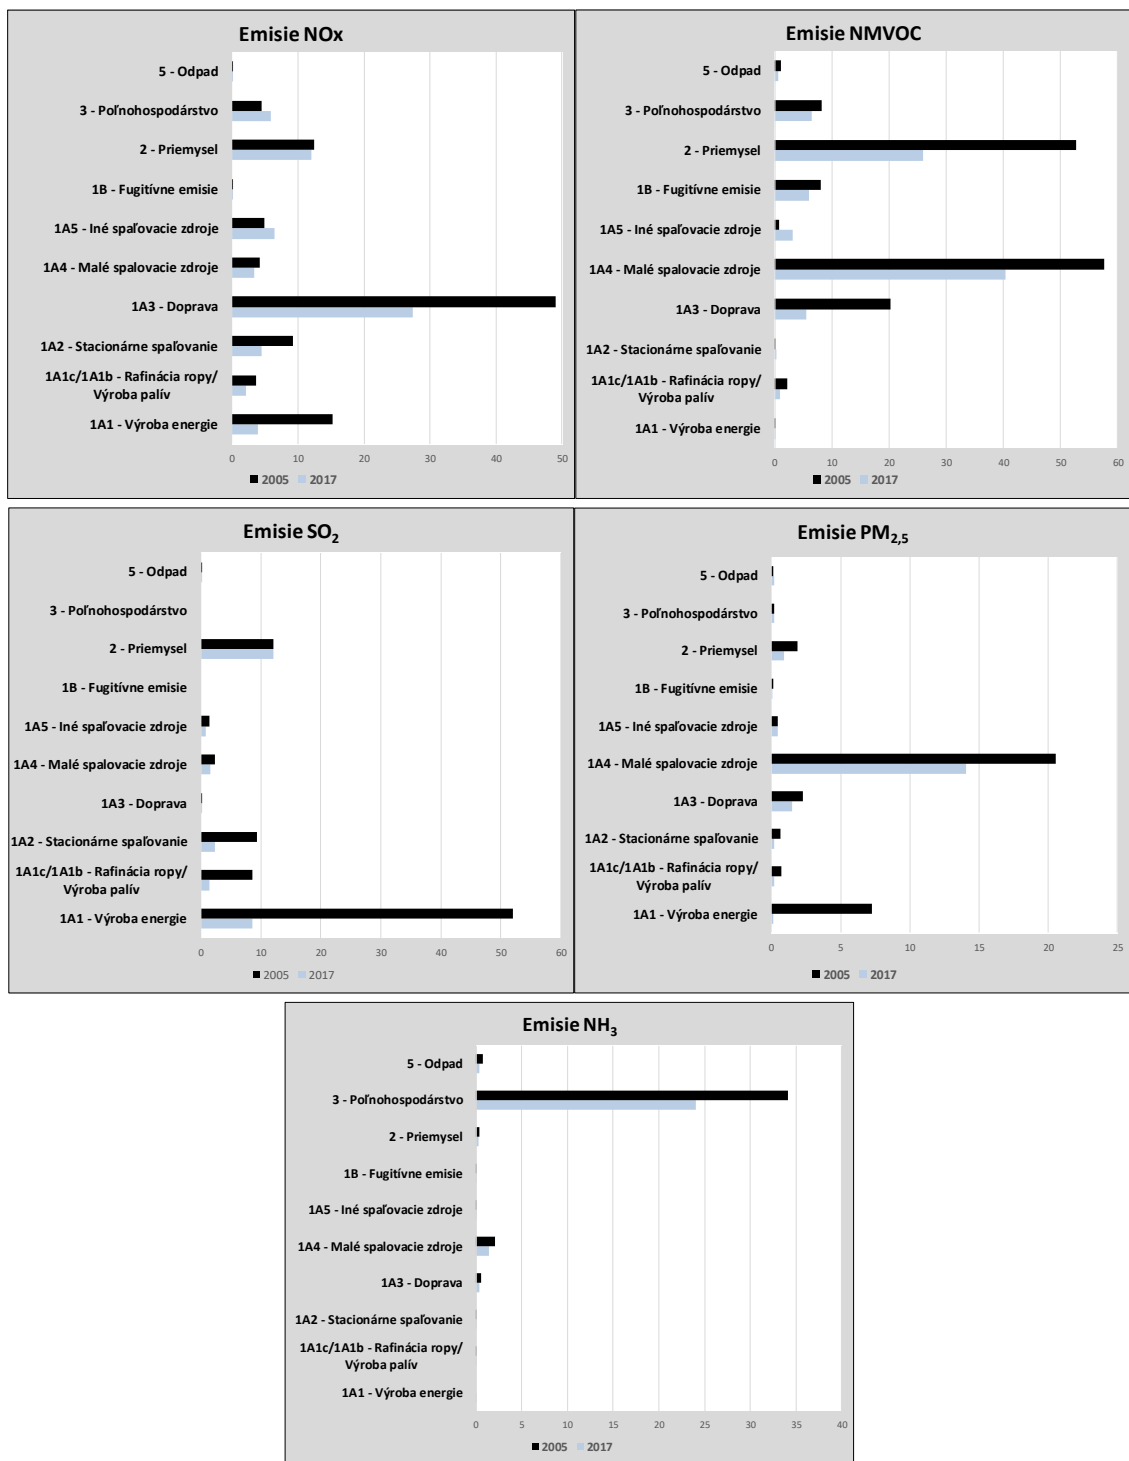 Emisie NOx
5 - Odpad
3 - Poľnohospodárstvo
2 - Priemysel
1B - Fugitívne emisie
1A5 - Iné spaľovacie zdroje
1A4 - Malé spalovacie zdroje
1A3 - Doprava
1A2 - Stacionárne spaľovanie
1A1c/1A1b - Rafinácia ropy/
Výroba palív
1A1 - Výroba energie
0 10 20 30 40 50
2005 2017
Emisie NMVOC
5 - Odpad
3 - Poľnohospodárstvo
2 - Priemysel
1B - Fugitívne emisie
1A5 - Iné spaľovacie zdroje
1A4 - Malé spalovacie zdroje
1A3 - Doprava
1A2 - Stacionárne spaľovanie
1A1c/1A1b - Rafinácia ropy/
Výroba palív
1A1 - Výroba energie
0 10 20 30 40 50 60
2005 2017
Emisie SO2
5 - Odpad
3 - Poľnohospodárstvo
2 - Priemysel
1B - Fugitívne emisie
1A5 - Iné spaľovacie zdroje
1A4 - Malé spalovacie zdroje
1A3 - Doprava
1A2 - Stacionárne spaľovanie
1A1c/1A1b - Rafinácia ropy/
Výroba palív
1A1 - Výroba energie
0 10 20 30 40 50 60
2005 2017
Emisie PM2,5
5 - Odpad
3 - Poľnohospodárstvo
2 - Priemysel
1B - Fugitívne emisie
1A5 - Iné spaľovacie zdroje
1A4 - Malé spalovacie zdroje
1A3 - Doprava
1A2 - Stacionárne spaľovanie
1A1c/1A1b - Rafinácia ropy/
Výroba palív
1A1 - Výroba energie
0 5 10 15 20 25
2005 2017
Emisie NH3
5 - Odpad
3 - Poľnohospodárstvo
2 - Priemysel
1B - Fugitívne emisie
1A5 - Iné spaľovacie zdroje
1A4 - Malé spalovacie zdroje
1A3 - Doprava
1A2 - Stacionárne spaľovanie
1A1c/1A1b - Rafinácia ropy/
Výroba palív
1A1 - Výroba energie
0 5 10 15 20 25 30 35 40
2005 2017